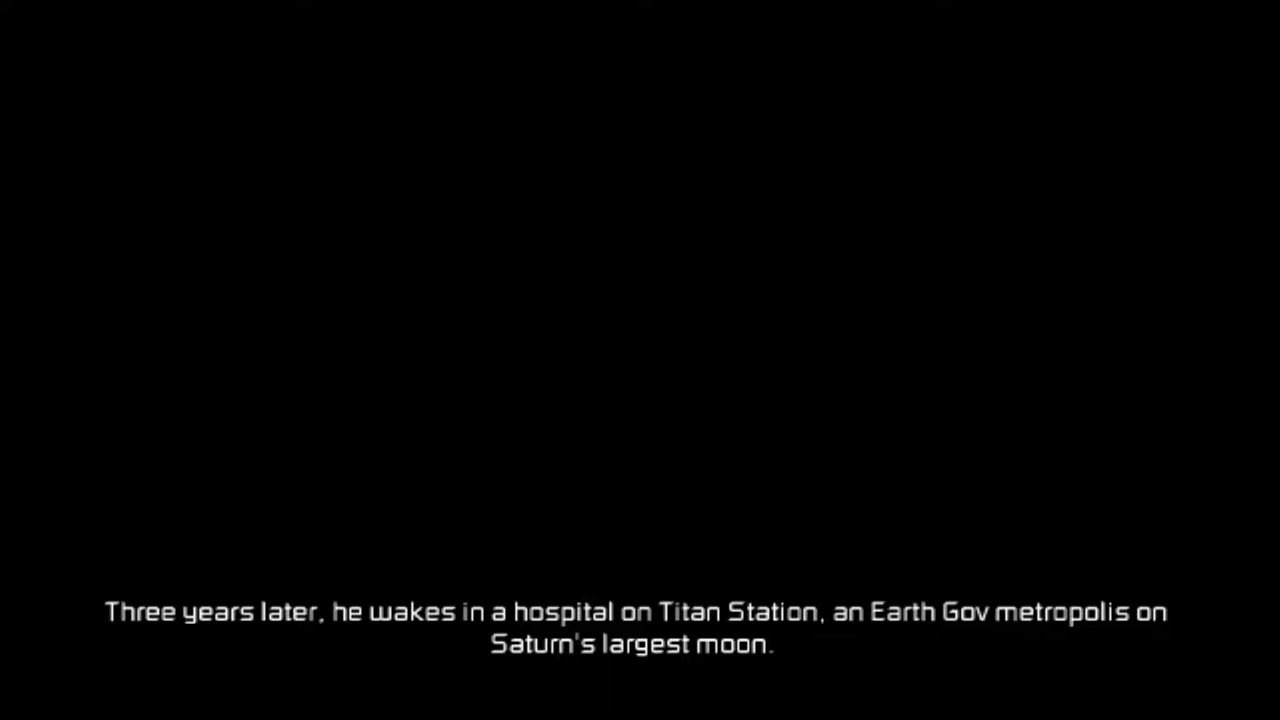 Three years later, he wakes in a hospital on Titan Station, an Earth Gov metropolis on
Saturn's largest moon.